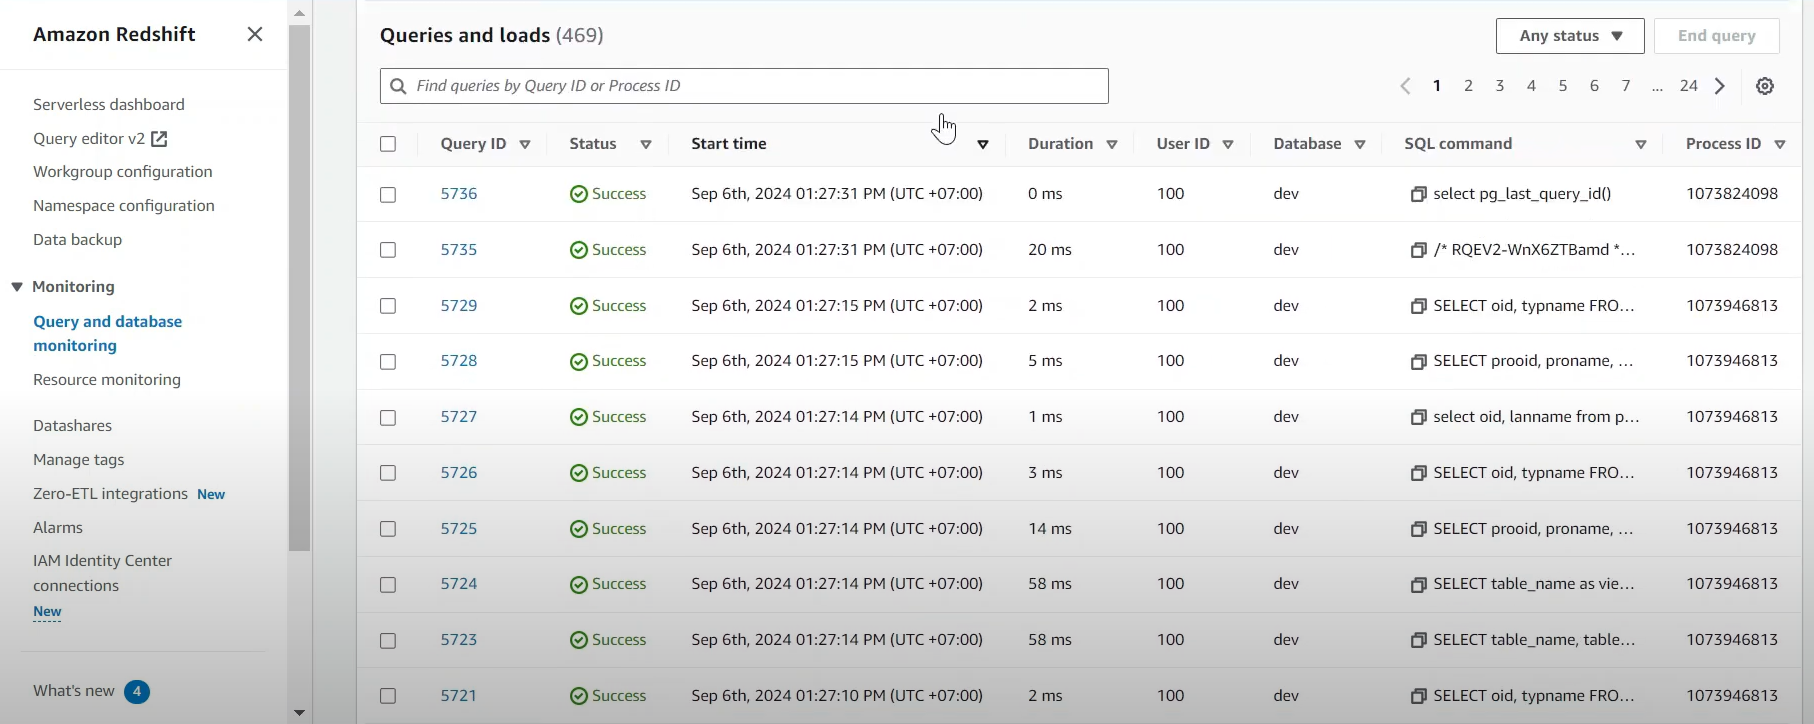 Amazon Redshift
Serverless dashboard
Query editor v2
Workgroup configuration
Namespace configuration
Data backup
Monitoring
Query and database
monitoring
Resource monitoring
Datashares
Manage tags
Zero-ETL integrations New
Alarms
IAM Identity Center
connections
New
What's new 4
Queries and loads (469)
Any status
End query
Find queries by Query ID or Process ID
1 2 3 4 5 6 7 ... 24
Query ID Status Start time Duration User ID Database SQL command Process ID
5736 Success Sep 6th, 2024 01:27:31 PM (UTC +07:00) 0 ms 100 dev select pg_last_query_id() 1073824098
5735 Success Sep 6th, 2024 01:27:31 PM (UTC +07:00) 20 ms 100 dev /* RQEV2-WnX6ZTBamd *... 1073824098
5729 Success Sep 6th, 2024 01:27:15 PM (UTC +07:00) 2 ms 100 dev SELECT oid, typname FRO... 1073946813
5728 Success Sep 6th, 2024 01:27:15 PM (UTC +07:00) 5 ms 100 dev SELECT prooid, proname, ... 1073946813
5727 Success Sep 6th, 2024 01:27:14 PM (UTC +07:00) 1 ms 100 dev select oid, lanname from p... 1073946813
5726 Success Sep 6th, 2024 01:27:14 PM (UTC +07:00) 3 ms 100 dev SELECT oid, typname FRO... 1073946813
5725 Success Sep 6th, 2024 01:27:14 PM (UTC +07:00) 14 ms 100 dev SELECT prooid, proname, ... 1073946813
5724 Success Sep 6th, 2024 01:27:14 PM (UTC +07:00) 58 ms 100 dev SELECT table_name as vie... 1073946813
5723 Success Sep 6th, 2024 01:27:14 PM (UTC +07:00) 58 ms 100 dev SELECT table_name, table... 1073946813
5721 Success Sep 6th, 2024 01:27:10 PM (UTC +07:00) 2 ms 100 dev SELECT oid, typname FRO... 1073946813